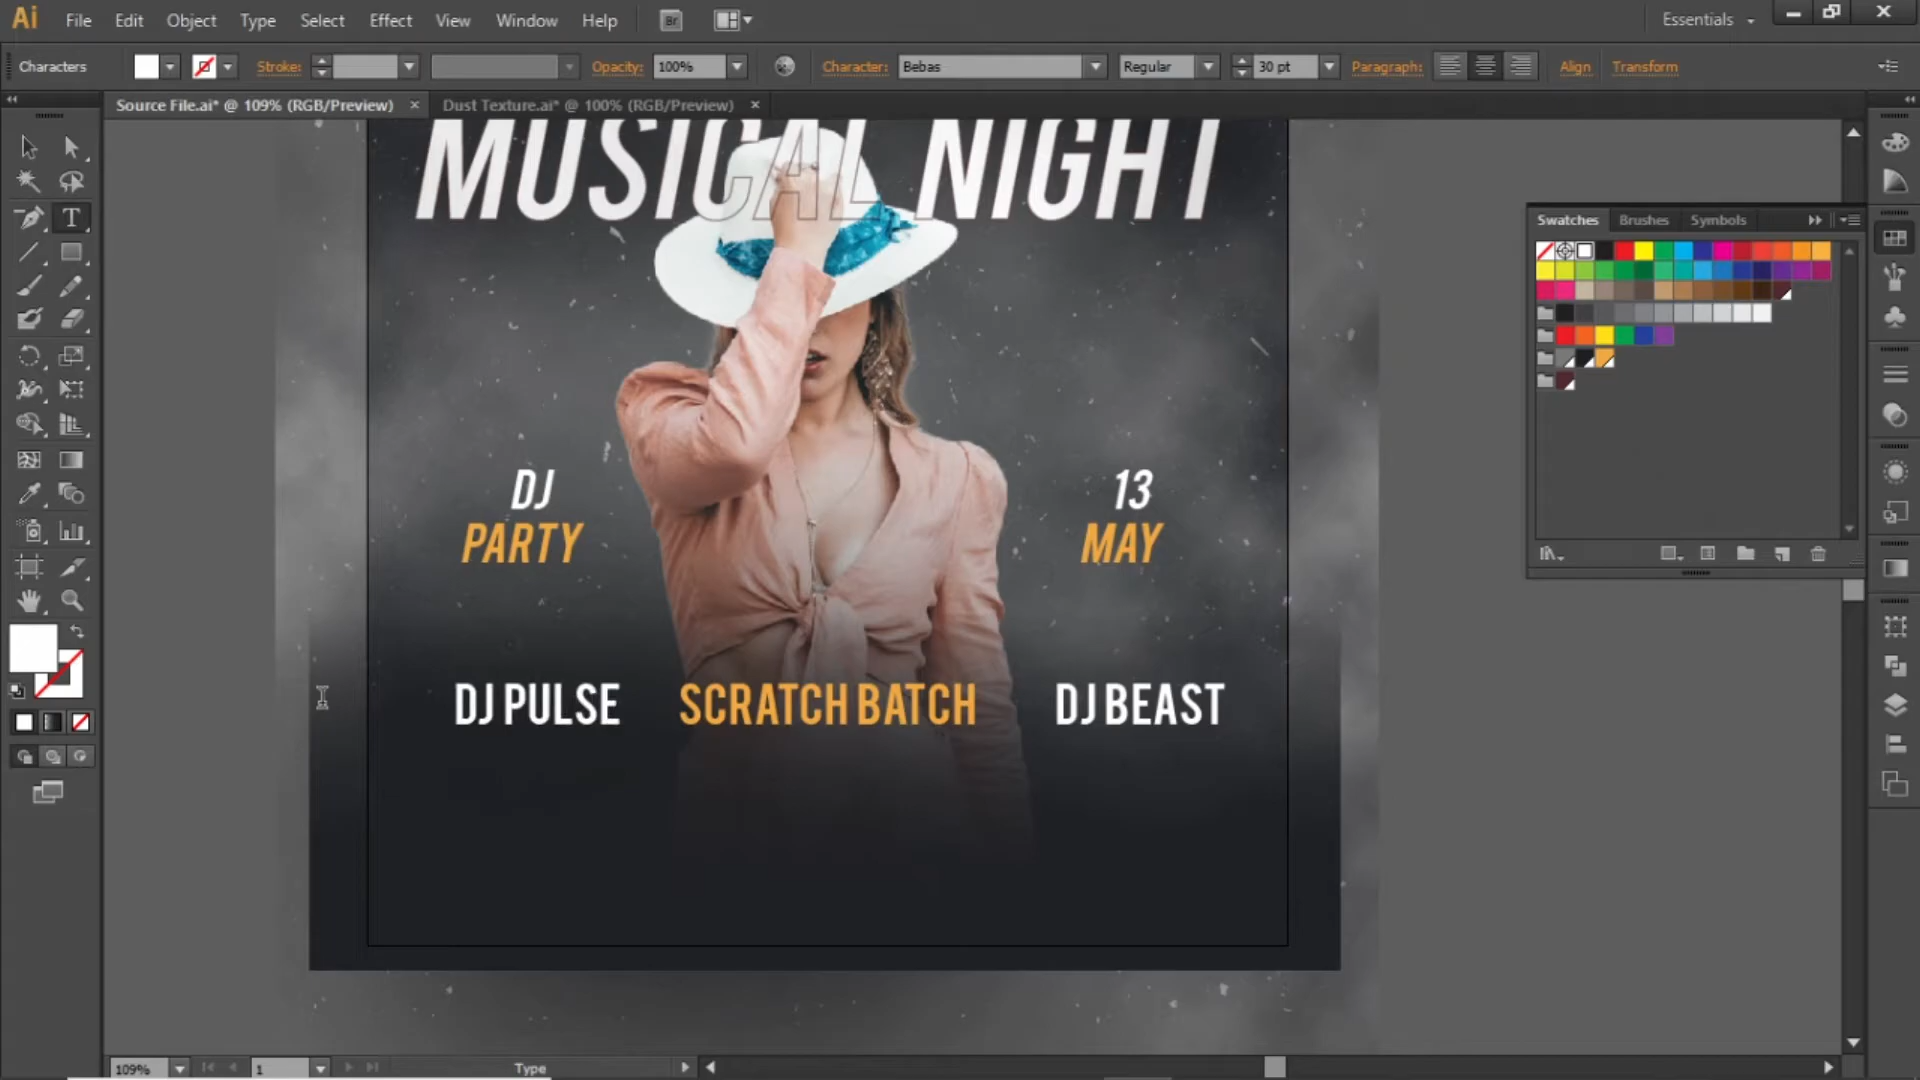 Ai File Edit Object Type Select Effect View Window Help Br Essentials
Characters Stroke: Opacity: 100% Character: Bebas Regular 30 pt Paragraph: Align Transform
Source File.ai* @ 109% (RGB/Preview) × Dust Texture.ai* @ 100% (RGB/Preview) ×
MUSICAL NIGHT
Swatches Brushes Symbols
DJ
PARTY
13
MAY
DJ PULSE SCRATCH BATCH DJ BEAST
109% 1 Type